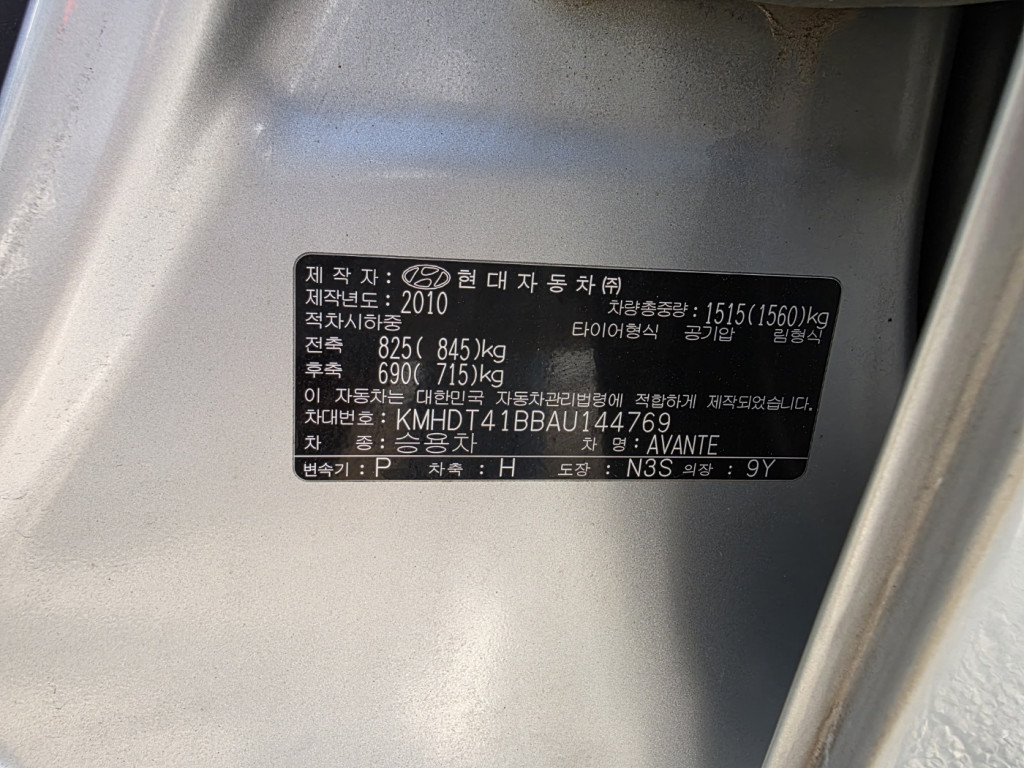 제 작 자 : 현대자동차㈜
제작년도 : 2010 차량총중량 : 1515(1560)kg
적차시하중 타이어형식 공기압 림형식
전축 825( 845)kg
후축 690( 715)kg
이 자동차는 대한민국 자동차관리법령에 적합하게 제작되었습니다.
차대번호 : KMHDT41BBAU144769
차 종 : 승용차 차 명 : AVANTE
변속기 : P 차축 : H 도장 : N3S 의장 : 9Y